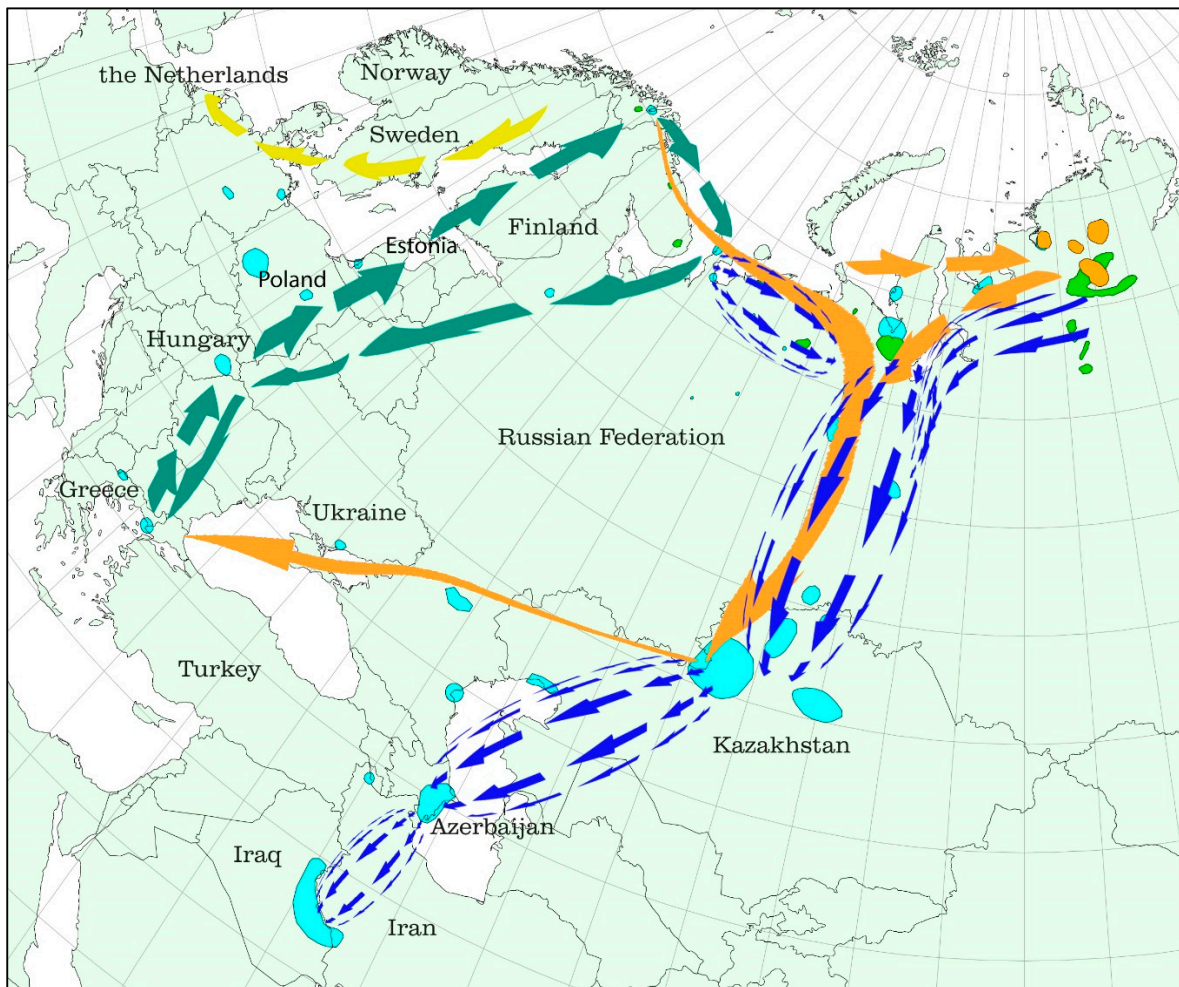 the Netherlands
Norway
Sweden
Finland
Estonia
Poland
Hungary
Russian Federation
Greece
Ukraine
Turkey
Kazakhstan
Azerbaijan
Iraq
Iran